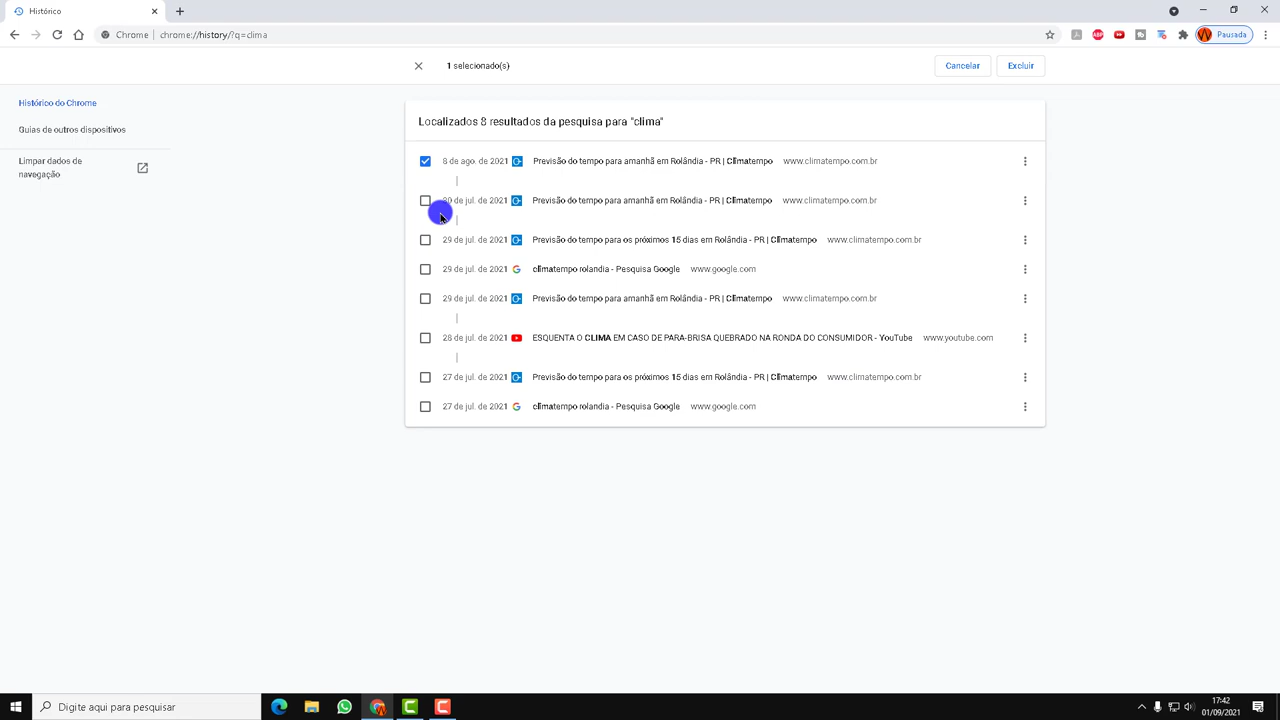 Histórico
Chrome | chrome://history/?q=clima
Pausada
1 selecionado(s)
Cancelar
Excluir
Histórico do Chrome
Guias de outros dispositivos
Limpar dados de
navegação
Localizados 8 resultados da pesquisa para "clima"
8 de ago. de 2021 Previsão do tempo para amanhã em Rolândia - PR | Climatempo www.climatempo.com.br
de jul. de 2021 Previsão do tempo para amanhã em Rolândia - PR | Climatempo www.climatempo.com.br
29 de jul. de 2021 Previsão do tempo para os próximos 15 dias em Rolândia - PR | Climatempo www.climatempo.com.br
29 de jul. de 2021 climatempo rolandia - Pesquisa Google www.google.com
29 de jul. de 2021 Previsão do tempo para amanhã em Rolândia - PR | Climatempo www.climatempo.com.br
28 de jul. de 2021 ESQUENTA O CLIMA EM CASO DE PARA-BRISA QUEBRADO NA RONDA DO CONSUMIDOR - YouTube www.youtube.com
27 de jul. de 2021 Previsão do tempo para os próximos 15 dias em Rolândia - PR | Climatempo www.climatempo.com.br
27 de jul. de 2021 climatempo rolandia - Pesquisa Google www.google.com
Digite aqui para pesquisar
17:42
01/09/2021